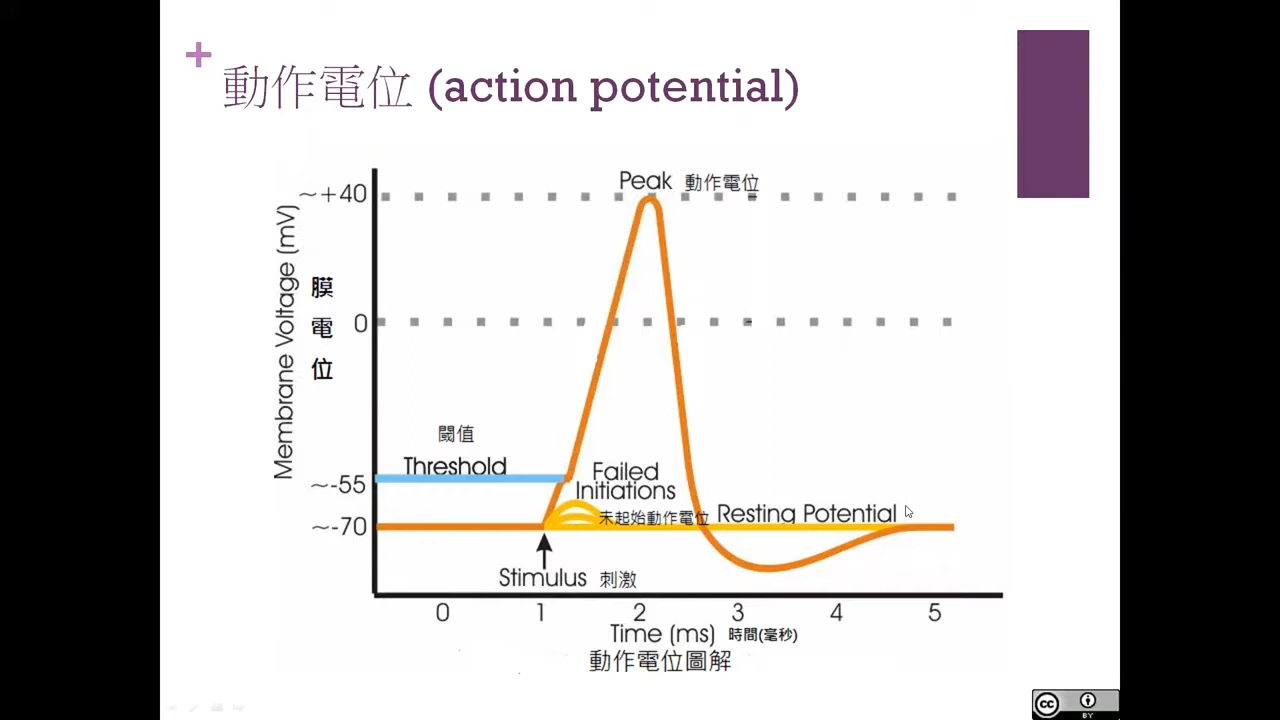 +
動作電位 (action potential)
Peak 動作電位
~+40
Membrane Voltage (mV)
膜電位
0
閾值
Threshold
~-55
Failed
Initiations
未起始動作電位
Resting Potential
~-70
Stimulus 刺激
0 1 2 3 4 5
Time (ms) 時間(毫秒)
動作電位圖解
cc
BY